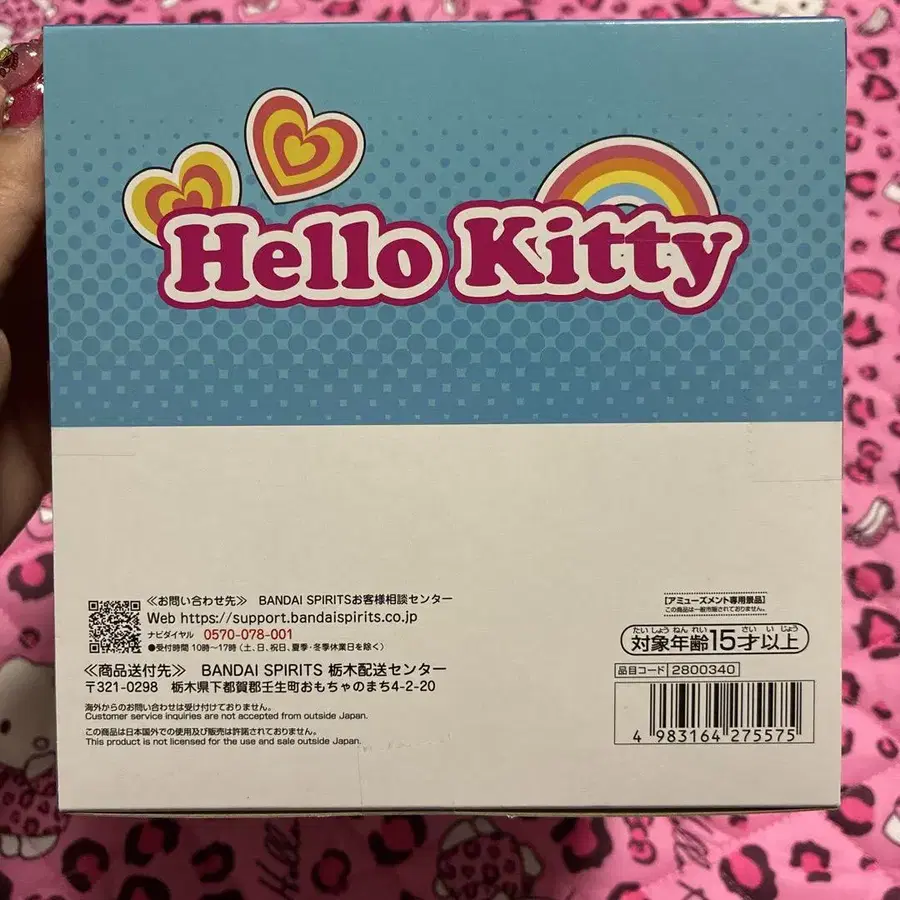 Hello Kitty
≪お問い合わせ先≫ BANDAI SPIRITSお客様相談センター
Web https://support.bandaispirits.co.jp
ナビダイヤル 0570-078-001
●受付時間 10時~17時 (土、日、祝日、夏季・冬季休業日を除く)
≪商品送付先≫ BANDAI SPIRITS 栃木配送センター
〒321-0298 栃木県下都賀郡壬生町おもちゃのまち4-2-20
海外からのお問い合わせは受け付けておりません。
Customer service inquiries are not accepted from outside Japan.
この商品は日本国外での使用及び販売は許諾されておりません。
This product is not licensed for the use and sale outside Japan.
【アミューズメント専用景品】
この商品は一般市販されておりません。
たいしょうねんれい さいいじょう
対象年齢15才以上
品目コード 2800340
4 983164 275575